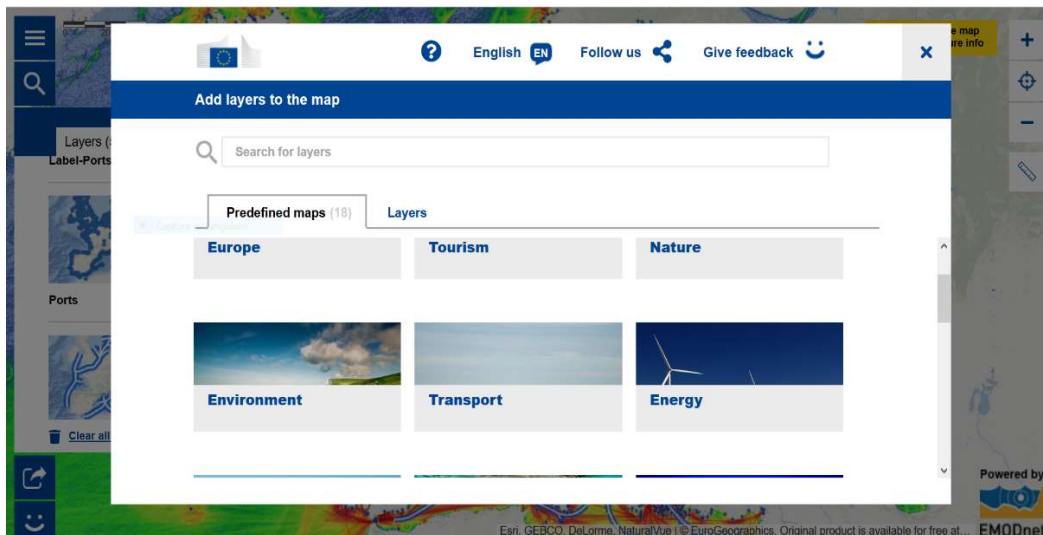 English EN
Follow us
Give feedback
Add layers to the map
Search for layers
Predefined maps (18)
Layers
Europe
Tourism
Nature
Environment
Transport
Energy
e map
re info
Layers (
Label-Ports
Ports
Clear all
Powered by
EMODnet
Esri, GEBCO, DeLorme, NaturalVue | © EuroGeographics. Original product is available for free at...